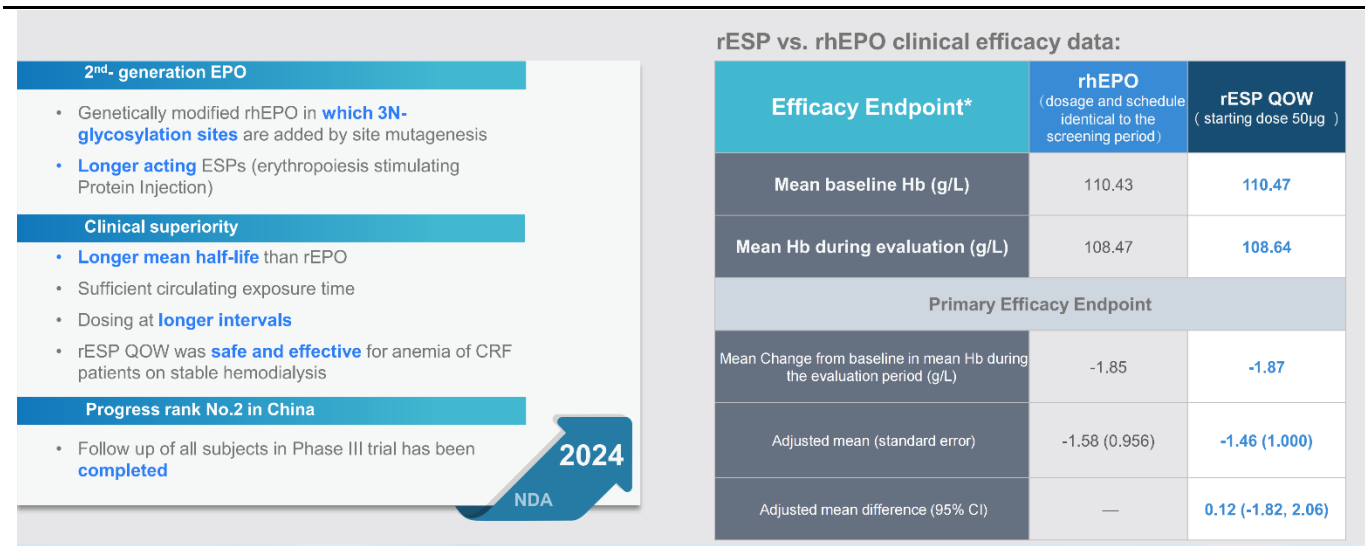 2nd- generation EPO
• Genetically modified rhEPO in which 3N-
glycosylation sites are added by site mutagenesis
• Longer acting ESPs (erythropoiesis stimulating
Protein Injection)
Clinical superiority
• Longer mean half-life than rEPO
• Sufficient circulating exposure time
• Dosing at longer intervals
• rESP QOW was safe and effective for anemia of CRF
patients on stable hemodialysis
Progress rank No.2 in China
• Follow up of all subjects in Phase III trial has been
completed
2024
NDA
rESP vs. rhEPO clinical efficacy data:
Efficacy Endpoint*
rhEPO
（dosage and schedule
identical to the
screening period）
rESP QOW
（ starting dose 50μg ）
Mean baseline Hb (g/L)
110.43
110.47
Mean Hb during evaluation (g/L)
108.47
108.64
Primary Efficacy Endpoint
Mean Change from baseline in mean Hb during
the evaluation period (g/L)
-1.85
-1.87
Adjusted mean (standard error)
-1.58 (0.956)
-1.46 (1.000)
Adjusted mean difference (95% CI)
—
0.12 (-1.82, 2.06)